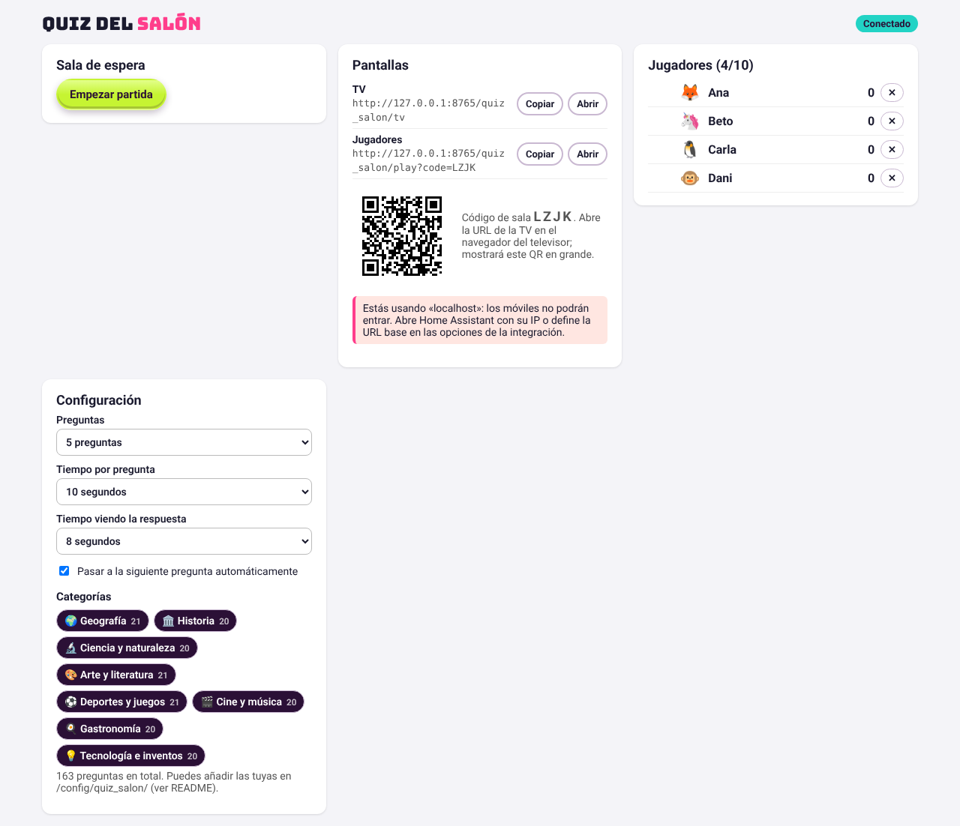 QUIZ DEL SALÓN
Conectado
Sala de espera
Empezar partida
Pantallas
TV
http://127.0.0.1:8765/quiz
_salon/tv
Copiar
Abrir
Jugadores
http://127.0.0.1:8765/quiz
_salon/play?code=LZJK
Copiar
Abrir
Código de sala LZJK. Abre
la URL de la TV en el
navegador del televisor;
mostrará este QR en grande.
Estás usando «localhost»: los móviles no podrán
entrar. Abre Home Assistant con su IP o define la
URL base en las opciones de la integración.
Jugadores (4/10)
Ana 0 ×
Beto 0 ×
Carla 0 ×
Dani 0 ×
Configuración
Preguntas
5 preguntas
Tiempo por pregunta
10 segundos
Tiempo viendo la respuesta
8 segundos
Pasar a la siguiente pregunta automáticamente
Categorías
Geografía 21
Historia 20
Ciencia y naturaleza 20
Arte y literatura 21
Deportes y juegos 21
Cine y música 20
Gastronomía 20
Tecnología e inventos 20
163 preguntas en total. Puedes añadir las tuyas en
/config/quiz_salon/ (ver README).